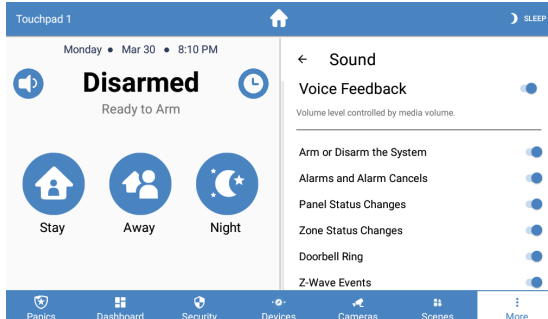 Touchpad 1
SLEEP
Monday ● Mar 30 ● 8:10 PM
Disarmed
Ready to Arm
Stay
Away
Night
Sound
Voice Feedback
Volume level controlled by media volume.
Arm or Disarm the System
Alarms and Alarm Cancels
Panel Status Changes
Zone Status Changes
Doorbell Ring
Z-Wave Events
Panics
Dashboard
Security
Devices
Cameras
Scenes
More